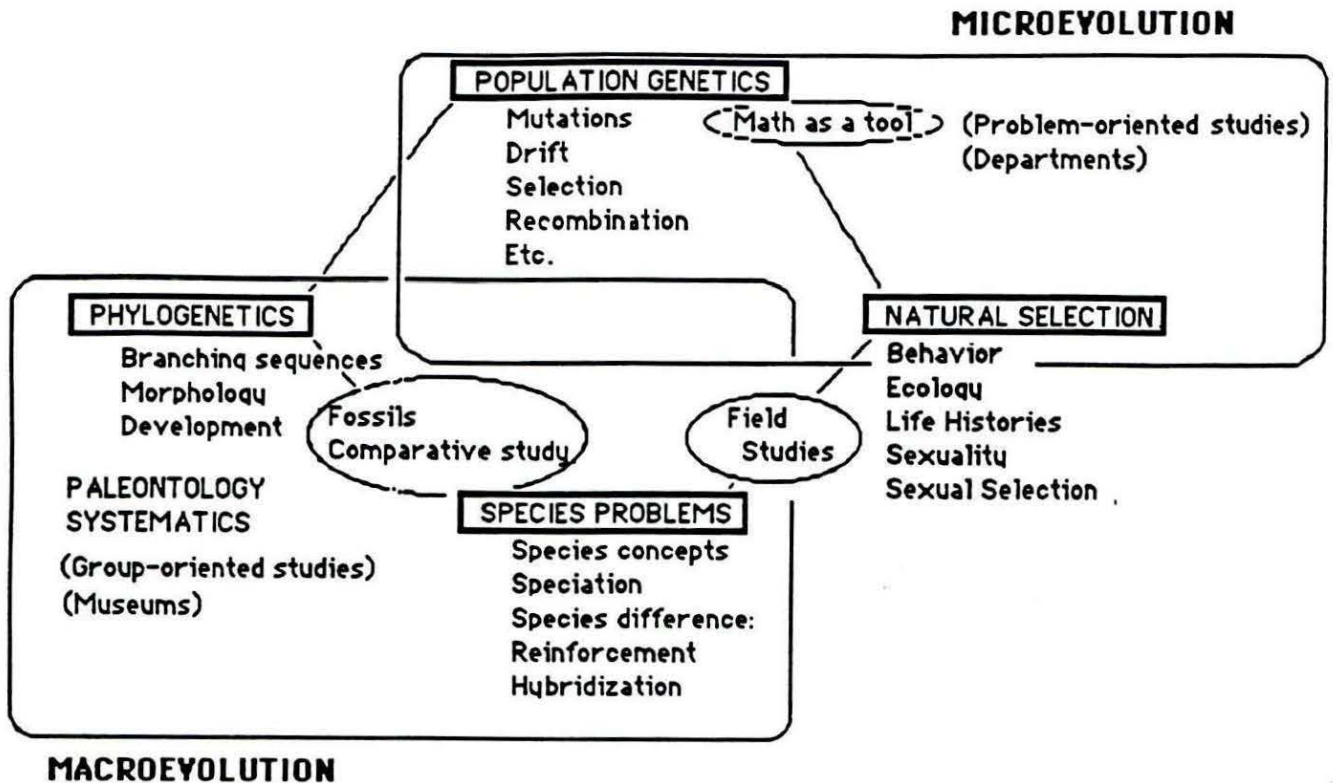 MICROEVOLUTION
POPULATION GENETICS
Mutations
Drift
Selection
Recombination
Etc.
Math as a tool
(Problem-oriented studies)
(Departments)
PHYLOGENETICS
Branching sequences
Morphology
Development
PALEONTOLOGY
SYSTEMATICS
(Group-oriented studies)
(Museums)
Fossils
Comparative study
Field
Studies
NATURAL SELECTION
Behavior
Ecology
Life Histories
Sexuality
Sexual Selection
SPECIES PROBLEMS
Species concepts
Speciation
Species difference:
Reinforcement
Hybridization
MACROEVOLUTION